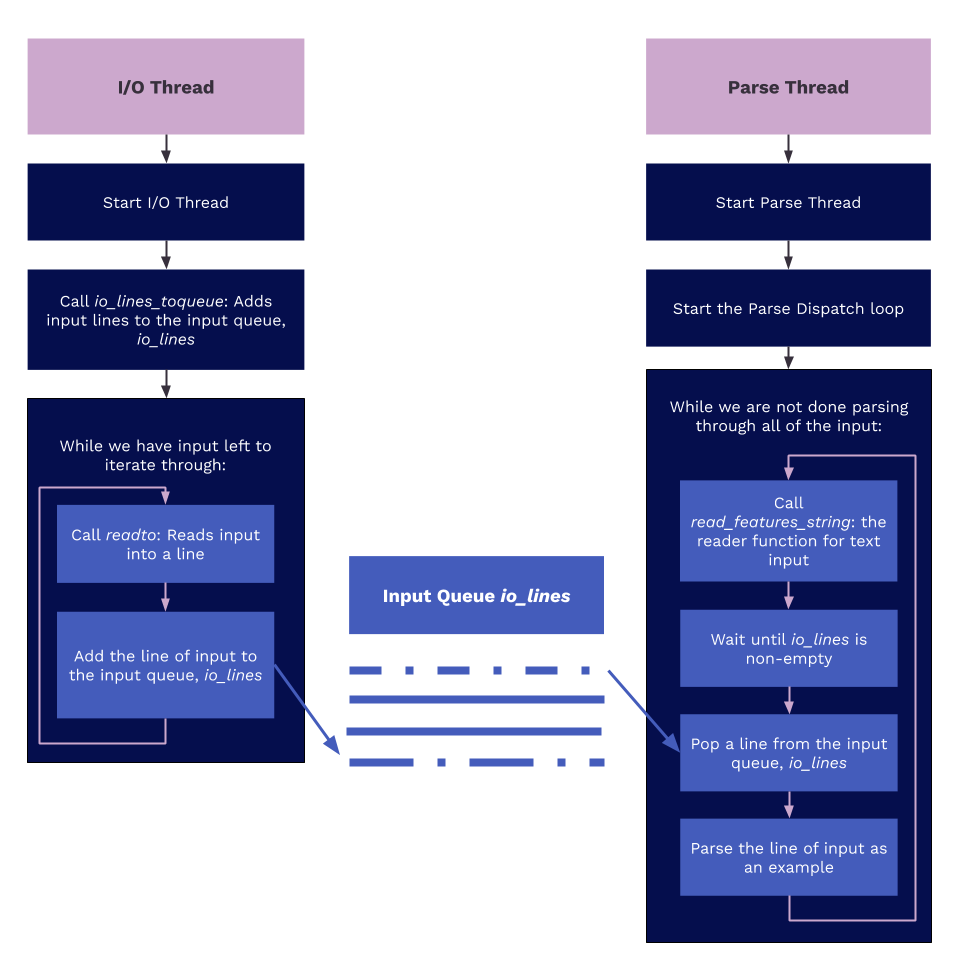 I/O Thread
Start I/O Thread
Call io_lines_toqueue: Adds
input lines to the input queue,
io_lines
While we have input left to
iterate through:
Call readto: Reads input
into a line
Add the line of input to
the input queue, io_lines
Input Queue io_lines
Parse Thread
Start Parse Thread
Start the Parse Dispatch loop
While we are not done parsing
through all of the input:
Call
read_features_string: the
reader function for text
input
Wait until io_lines is
non-empty
Pop a line from the input
queue, io_lines
Parse the line of input as
an example